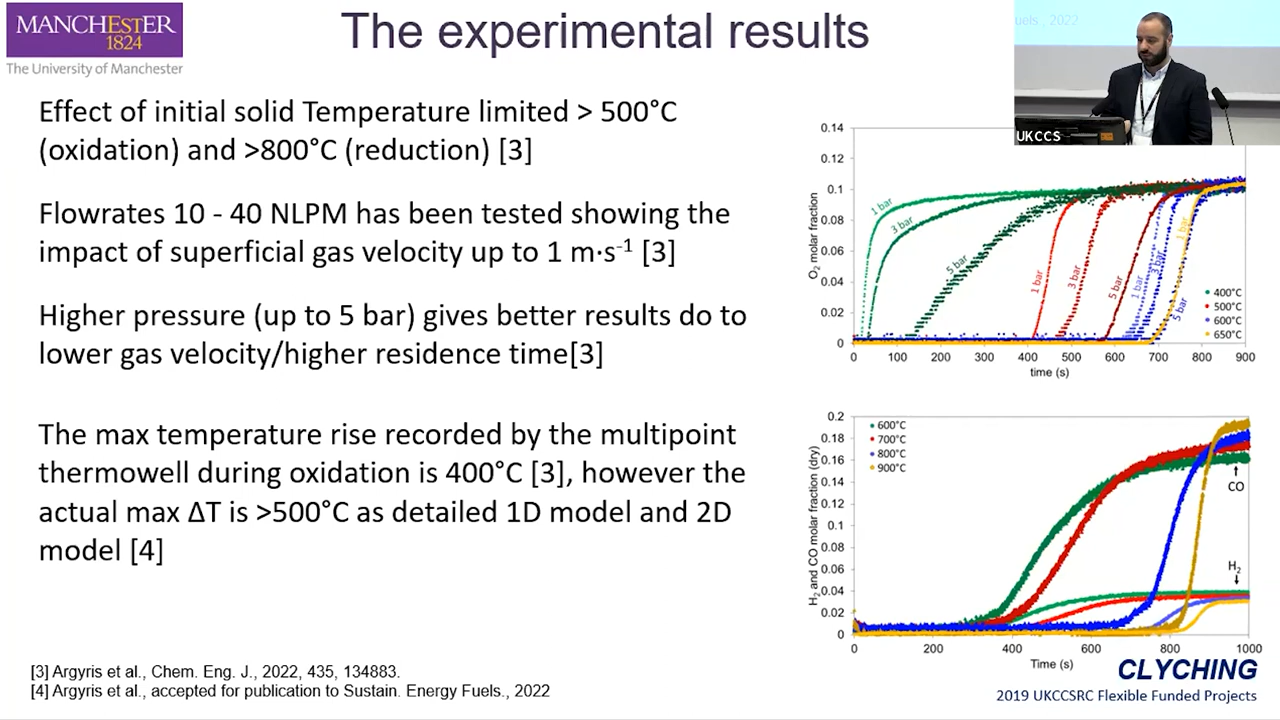 MANCHESTER
1824
The University of Manchester
The experimental results
uels , 2022
UKCCS
Effect of initial solid Temperature limited > 500°C
(oxidation) and >800°C (reduction) [3]
Flowrates 10 - 40 NLPM has been tested showing the
impact of superficial gas velocity up to 1 m·s⁻¹ [3]
Higher pressure (up to 5 bar) gives better results do to
lower gas velocity/higher residence time[3]
The max temperature rise recorded by the multipoint
thermowell during oxidation is 400°C [3], however the
actual max ΔT is >500°C as detailed 1D model and 2D
model [4]
[3] Argyris et al., Chem. Eng. J., 2022, 435, 134883.
[4] Argyris et al., accepted for publication to Sustain. Energy Fuels., 2022
0.14
0.12
0.1
0.08
0.06
0.04
0.02
0
O₂ molar fraction
1 bar
3 bar
5 bar
1 bar
3 bar
5 bar
1 bar
3 bar
5 bar
1 bar
400°C
500°C
600°C
650°C
0 100 200 300 400 500 600 700 800 900
time (s)
0.2
0.18
0.16
0.14
0.12
0.1
0.08
0.06
0.04
0.02
0
H₂ and CO molar fraction (dry)
600°C
700°C
800°C
900°C
CO
H₂
0 200 400 600 800 1000
Time (s)
CLYCHING
2019 UKCCSRC Flexible Funded Projects